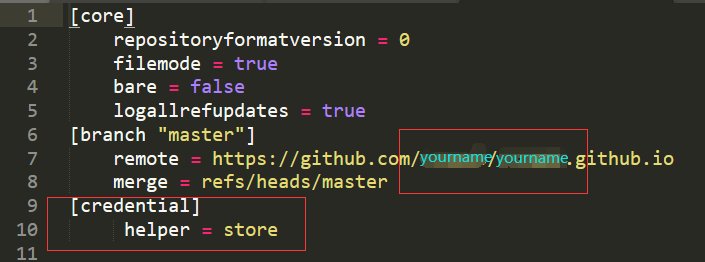 1 [core]
2 repositoryformatversion = 0
3 filemode = true
4 bare = false
5 logallrefupdates = true
6 [branch "master"]
7 remote = https://github.com/yourname/yourname.github.io
8 merge = refs/heads/master
9 [credential]
10 helper = store
11